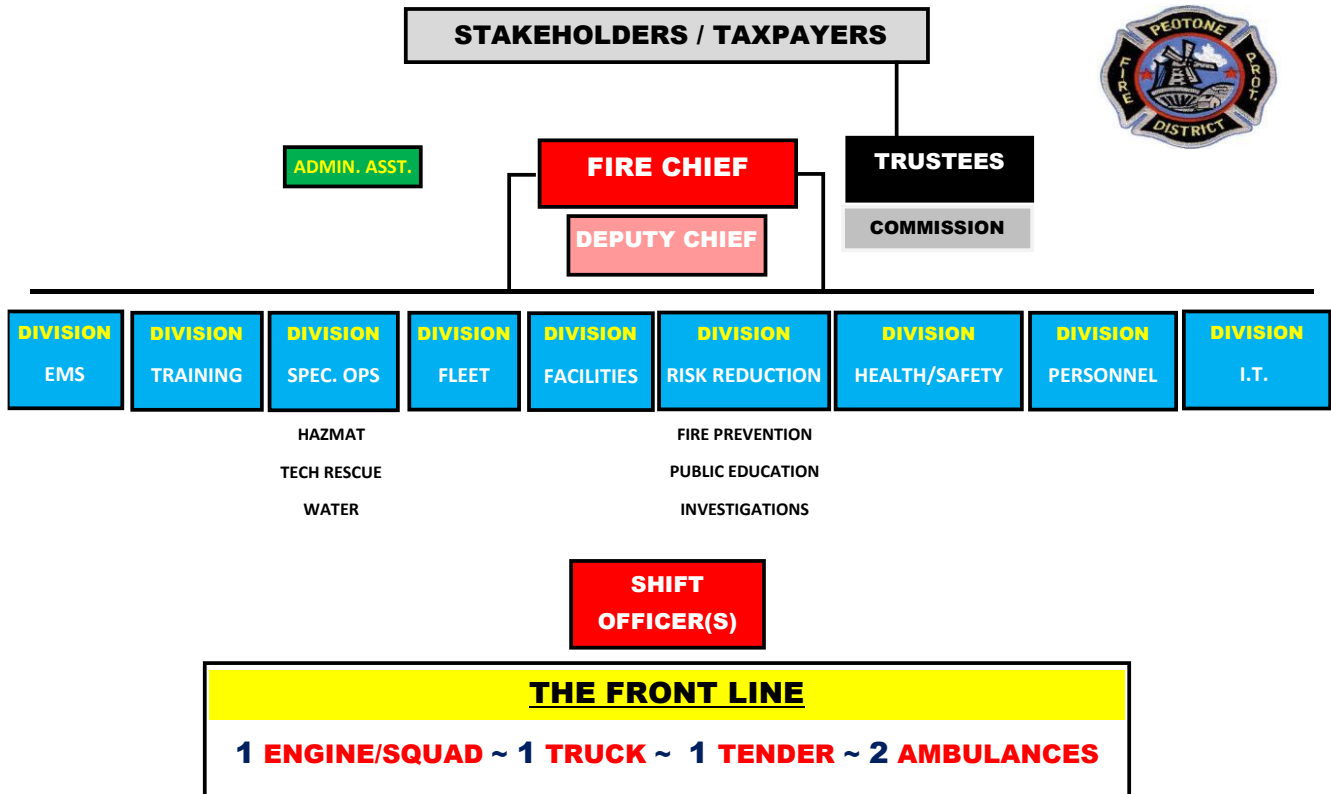 STAKEHOLDERS / TAXPAYERS
PEOTONE
FIRE
PROT.
DISTRICT
ADMIN. ASST.
FIRE CHIEF
TRUSTEES
DEPUTY CHIEF
COMMISSION
DIVISION
EMS
DIVISION
TRAINING
DIVISION
SPEC. OPS
DIVISION
FLEET
DIVISION
FACILITIES
DIVISION
RISK REDUCTION
DIVISION
HEALTH/SAFETY
DIVISION
PERSONNEL
DIVISION
I.T.
HAZMAT
TECH RESCUE
WATER
FIRE PREVENTION
PUBLIC EDUCATION
INVESTIGATIONS
SHIFT
OFFICER(S)
THE FRONT LINE
1 ENGINE/SQUAD ~ 1 TRUCK ~ 1 TENDER ~ 2 AMBULANCES